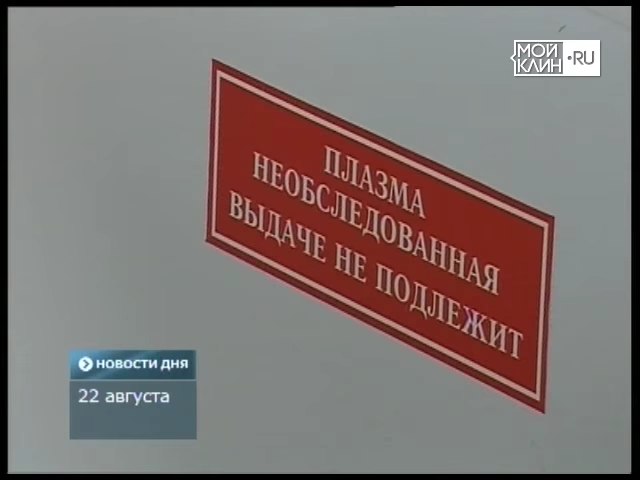 МОЙ
КЛИН .RU
ПЛАЗМА
НЕОБСЛЕДОВАННАЯ
ВЫДАЧЕ НЕ ПОДЛЕЖИТ
НОВОСТИ ДНЯ
22 августа